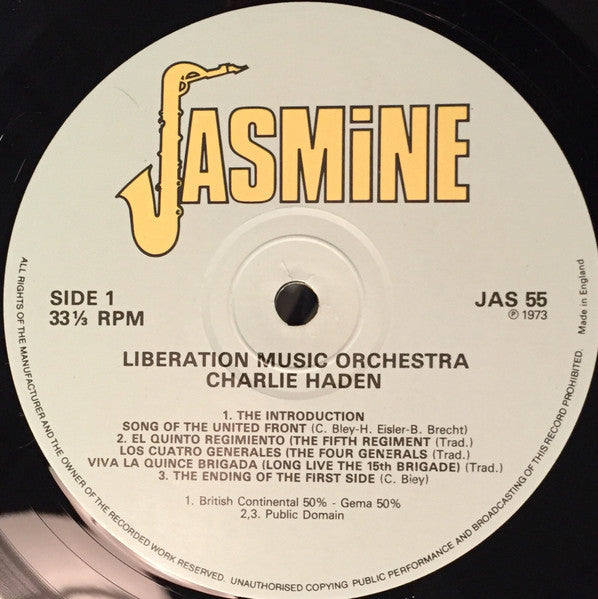 JASMiNE
SIDE 1
33⅓ RPM
JAS 55
℗ 1973
Made in England
LIBERATION MUSIC ORCHESTRA
CHARLIE HADEN
1. THE INTRODUCTION
SONG OF THE UNITED FRONT (C. Bley-H. Eisler-B. Brecht)
2. EL QUINTO REGIMIENTO (THE FIFTH REGIMENT (Trad.)
LOS CUATRO GENERALES (THE FOUR GENERALS (Trad.)
VIVA LA QUINCE BRIGADA (LONG LIVE THE 15th BRIGADE) (Trad.)
3. THE ENDING OF THE FIRST SIDE (C. Bley)
1. British Continental 50% - Gema 50%
2,3. Public Domain
ALL RIGHTS OF THE MANUFACTURER AND THE OWNER OF THE RECORDED WORK RESERVED. UNAUTHORISED COPYING PUBLIC PERFORMANCE AND BROADCASTING OF THIS RECORD PROHIBITED.